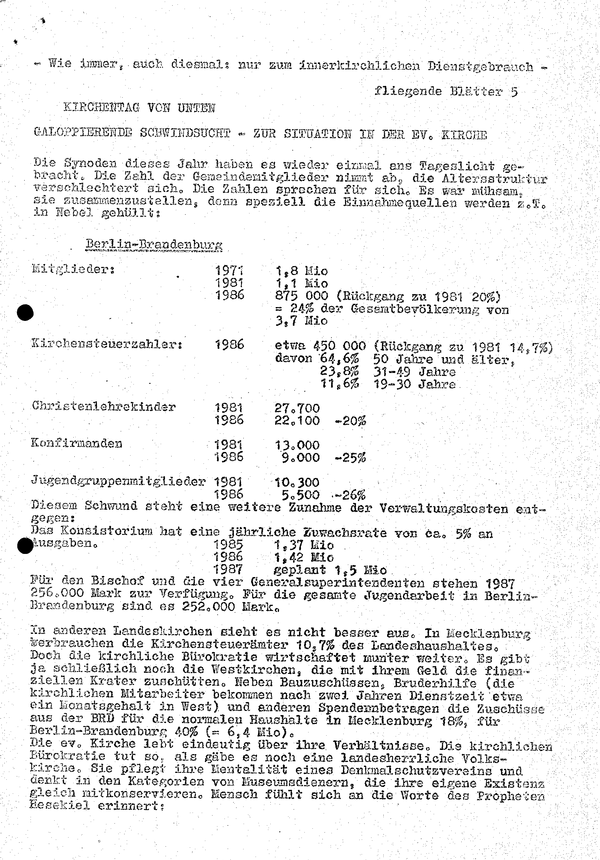 - Wie immer, auch diesmal: nur zum innerkirchlichen Dienstgebrauch -
fliegende Blätter 5
KIRCHENTAG VON UNTEN
GALOPPIERENDE SCHWINDSUCHT - ZUR SITUATION IN DER EV. KIRCHE
Die Synoden dieses Jahr haben es wieder einmal ans Tageslicht ge-
bracht. Die Zahl der Gemeindemitglieder nimmt ab, die Altersstruktur
verschlechtert sich. Die Zahlen sprechen für sich. Es war mühsam,
sie zusammenzustellen, denn speziell die Einnahmequellen werden z.T.
in Nebel gehüllt:
Berlin-Brandenburg
Mitglieder: 1971 1,8 Mio
1981 1,1 Mio
1986 875 000 (Rückgang zu 1981 20%)
= 24% der Gesamtbevölkerung von
3,7 Mio
Kirchensteuerzahler: 1986 etwa 450 000 (Rückgang zu 1981 14,7%)
davon 64,6% 50 Jahre und älter,
23,8% 31-49 Jahre
11,6% 19-30 Jahre
Christenlehrekinder 1981 27.700
1986 22.100 -20%
Konfirmanden 1981 13.000
1986 9.000 -25%
Jugendgruppenmitglieder 1981 10.300
1986 5.500 -26%
Diesem Schwund steht eine weitere Zunahme der Verwaltungskosten ent-
gegen:
Das Konsistorium hat eine jährliche Zuwachsrate von ca. 5% an
Ausgaben. 1985 1,37 Mio
1986 1,42 Mio
1987 geplant 1,5 Mio
Für den Bischof und die vier Generalsuperintendenten stehen 1987
256.000 Mark zur Verfügung. Für die gesamte Jugendarbeit in Berlin-
Brandenburg sind es 252.000 Mark.
In anderen Landeskirchen sieht es nicht besser aus. In Mecklenburg
verbrauchen die Kirchensteuerämter 10,7% des Landeshaushaltes.
Doch die kirchliche Bürokratie wirtschaftet munter weiter. Es gibt
ja schließlich noch die Westkirchen, die mit ihrem Geld die finan-
ziellen Krater zuschütten. Neben Bauzuschüssen, Bruderhilfe (die
kirchlichen Mitarbeiter bekommen nach zwei Jahren Dienstzeit etwa
ein Monatsgehalt in West) und anderen Spendenbetragen die Zuschüsse
aus der BRD für die normalen Haushalte in Mecklenburg 18%, für
Berlin-Brandenburg 40% (= 6,4 Mio).
Die ev. Kirche lebt eindeutig über ihre Verhältnisse. Die kirchlichen
Bürokratie tut so, als gäbe es noch eine landesherrliche Volks-
kirche. Sie pflegt ihre Mentalität eines Denkmalschutzvereins und
denkt in den Kategorien von Museumsdienern, die ihre eigene Existenz
gleich mitkonservieren. Mensch fühlt sich an die Worte des Propheten
Hesekiel erinnert: